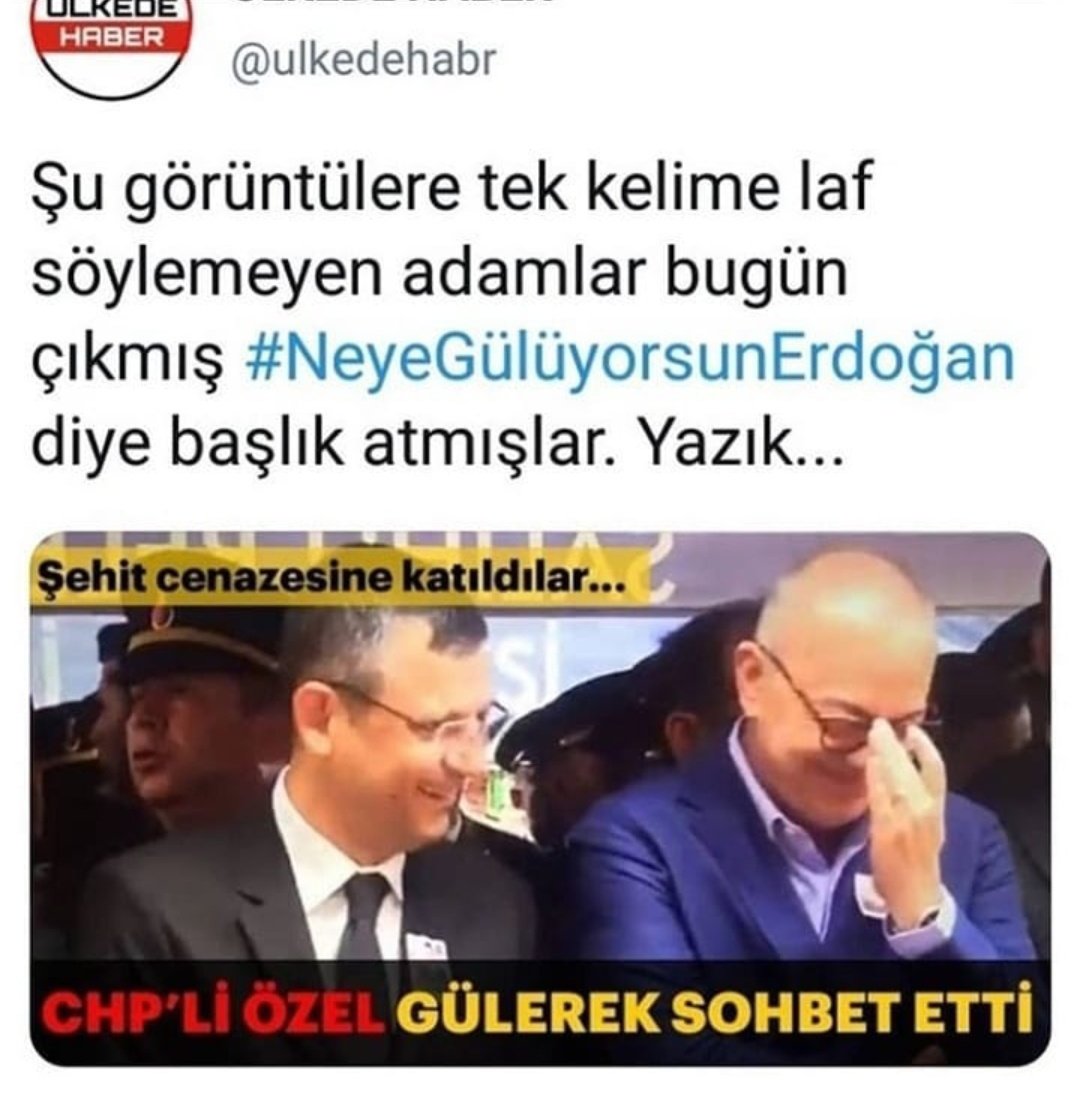 ÜLKEDE
HABER
@ulkedehabr
Şu görüntülere tek kelime laf
söylemeyen adamlar bugün
çıkmış #NeyeGülüyorsunErdoğan
diye başlık atmışlar. Yazık...
Şehit cenazesine katıldılar...
CHP'Lİ ÖZEL GÜLEREK SOHBET ETTİ